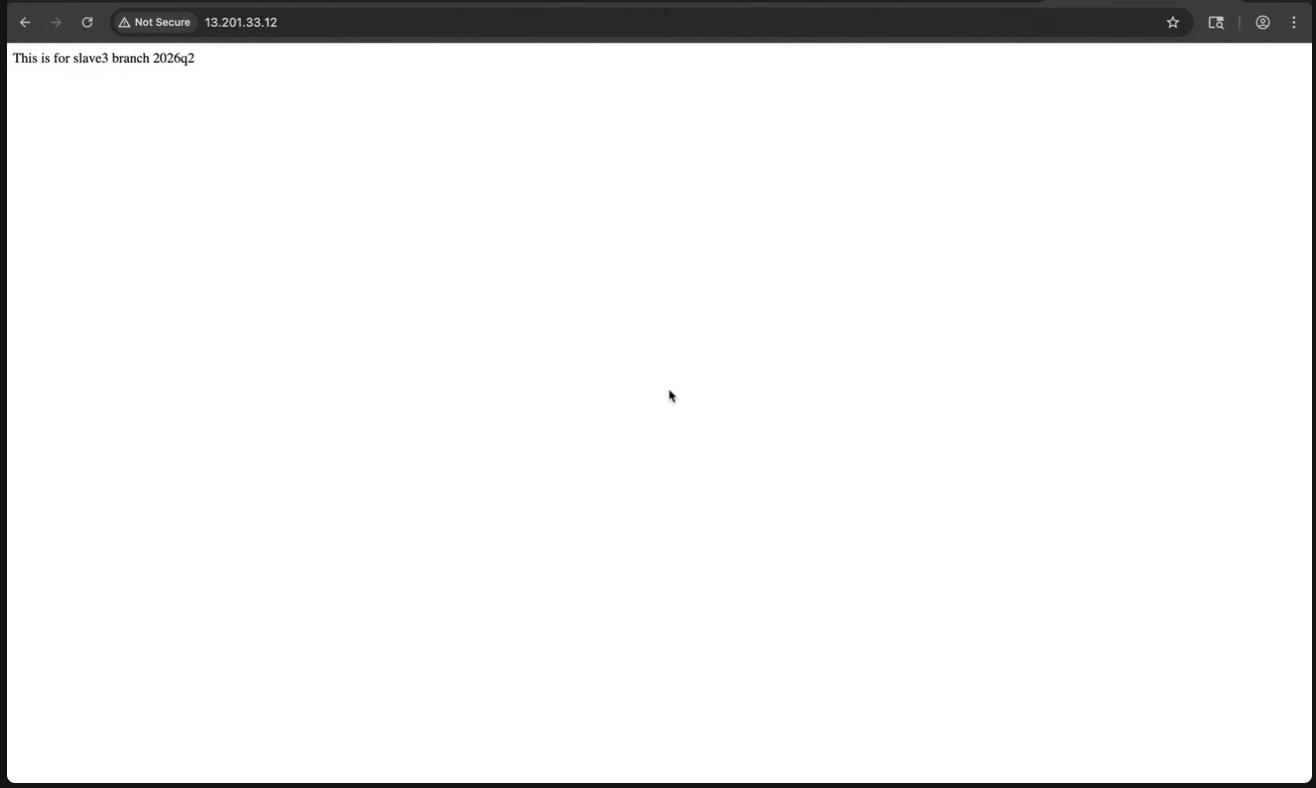 Not Secure 13.201.33.12
This is for slave3 branch 2026q2